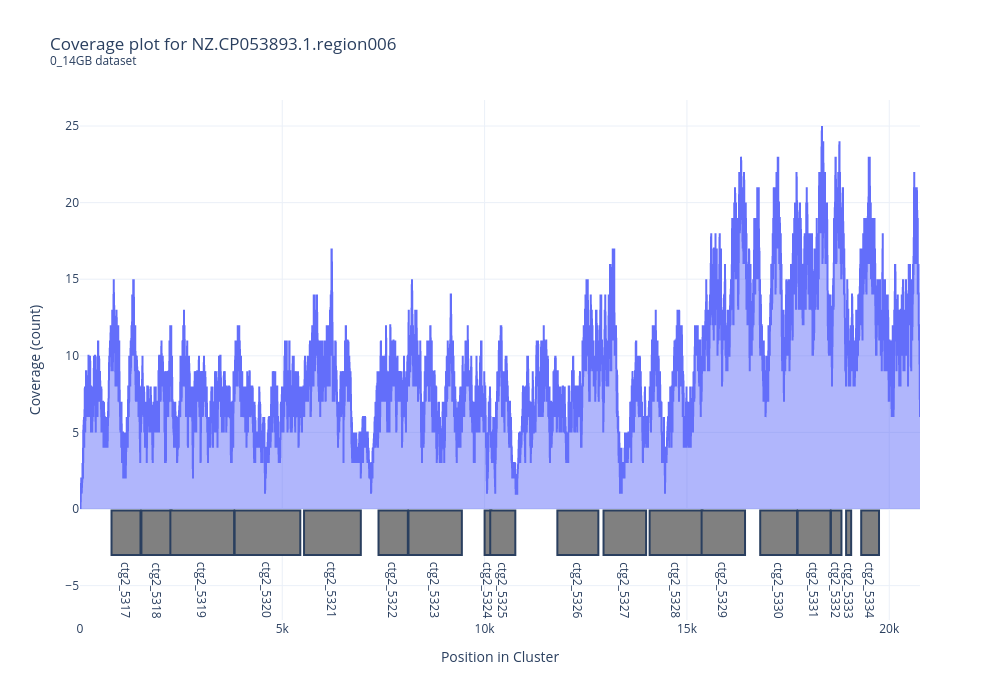 Coverage plot for NZ.CP053893.1.region006
0_14GB dataset
25
20
15
10
5
0
−5
Coverage (count)
ctg2_5317
ctg2_5318
ctg2_5319
ctg2_5320
ctg2_5321
ctg2_5322
ctg2_5323
ctg2_5324
ctg2_5325
ctg2_5326
ctg2_5327
ctg2_5328
ctg2_5329
ctg2_5330
ctg2_5331
ctg2_5332
ctg2_5333
ctg2_5334
0
5k
10k
15k
20k
Position in Cluster